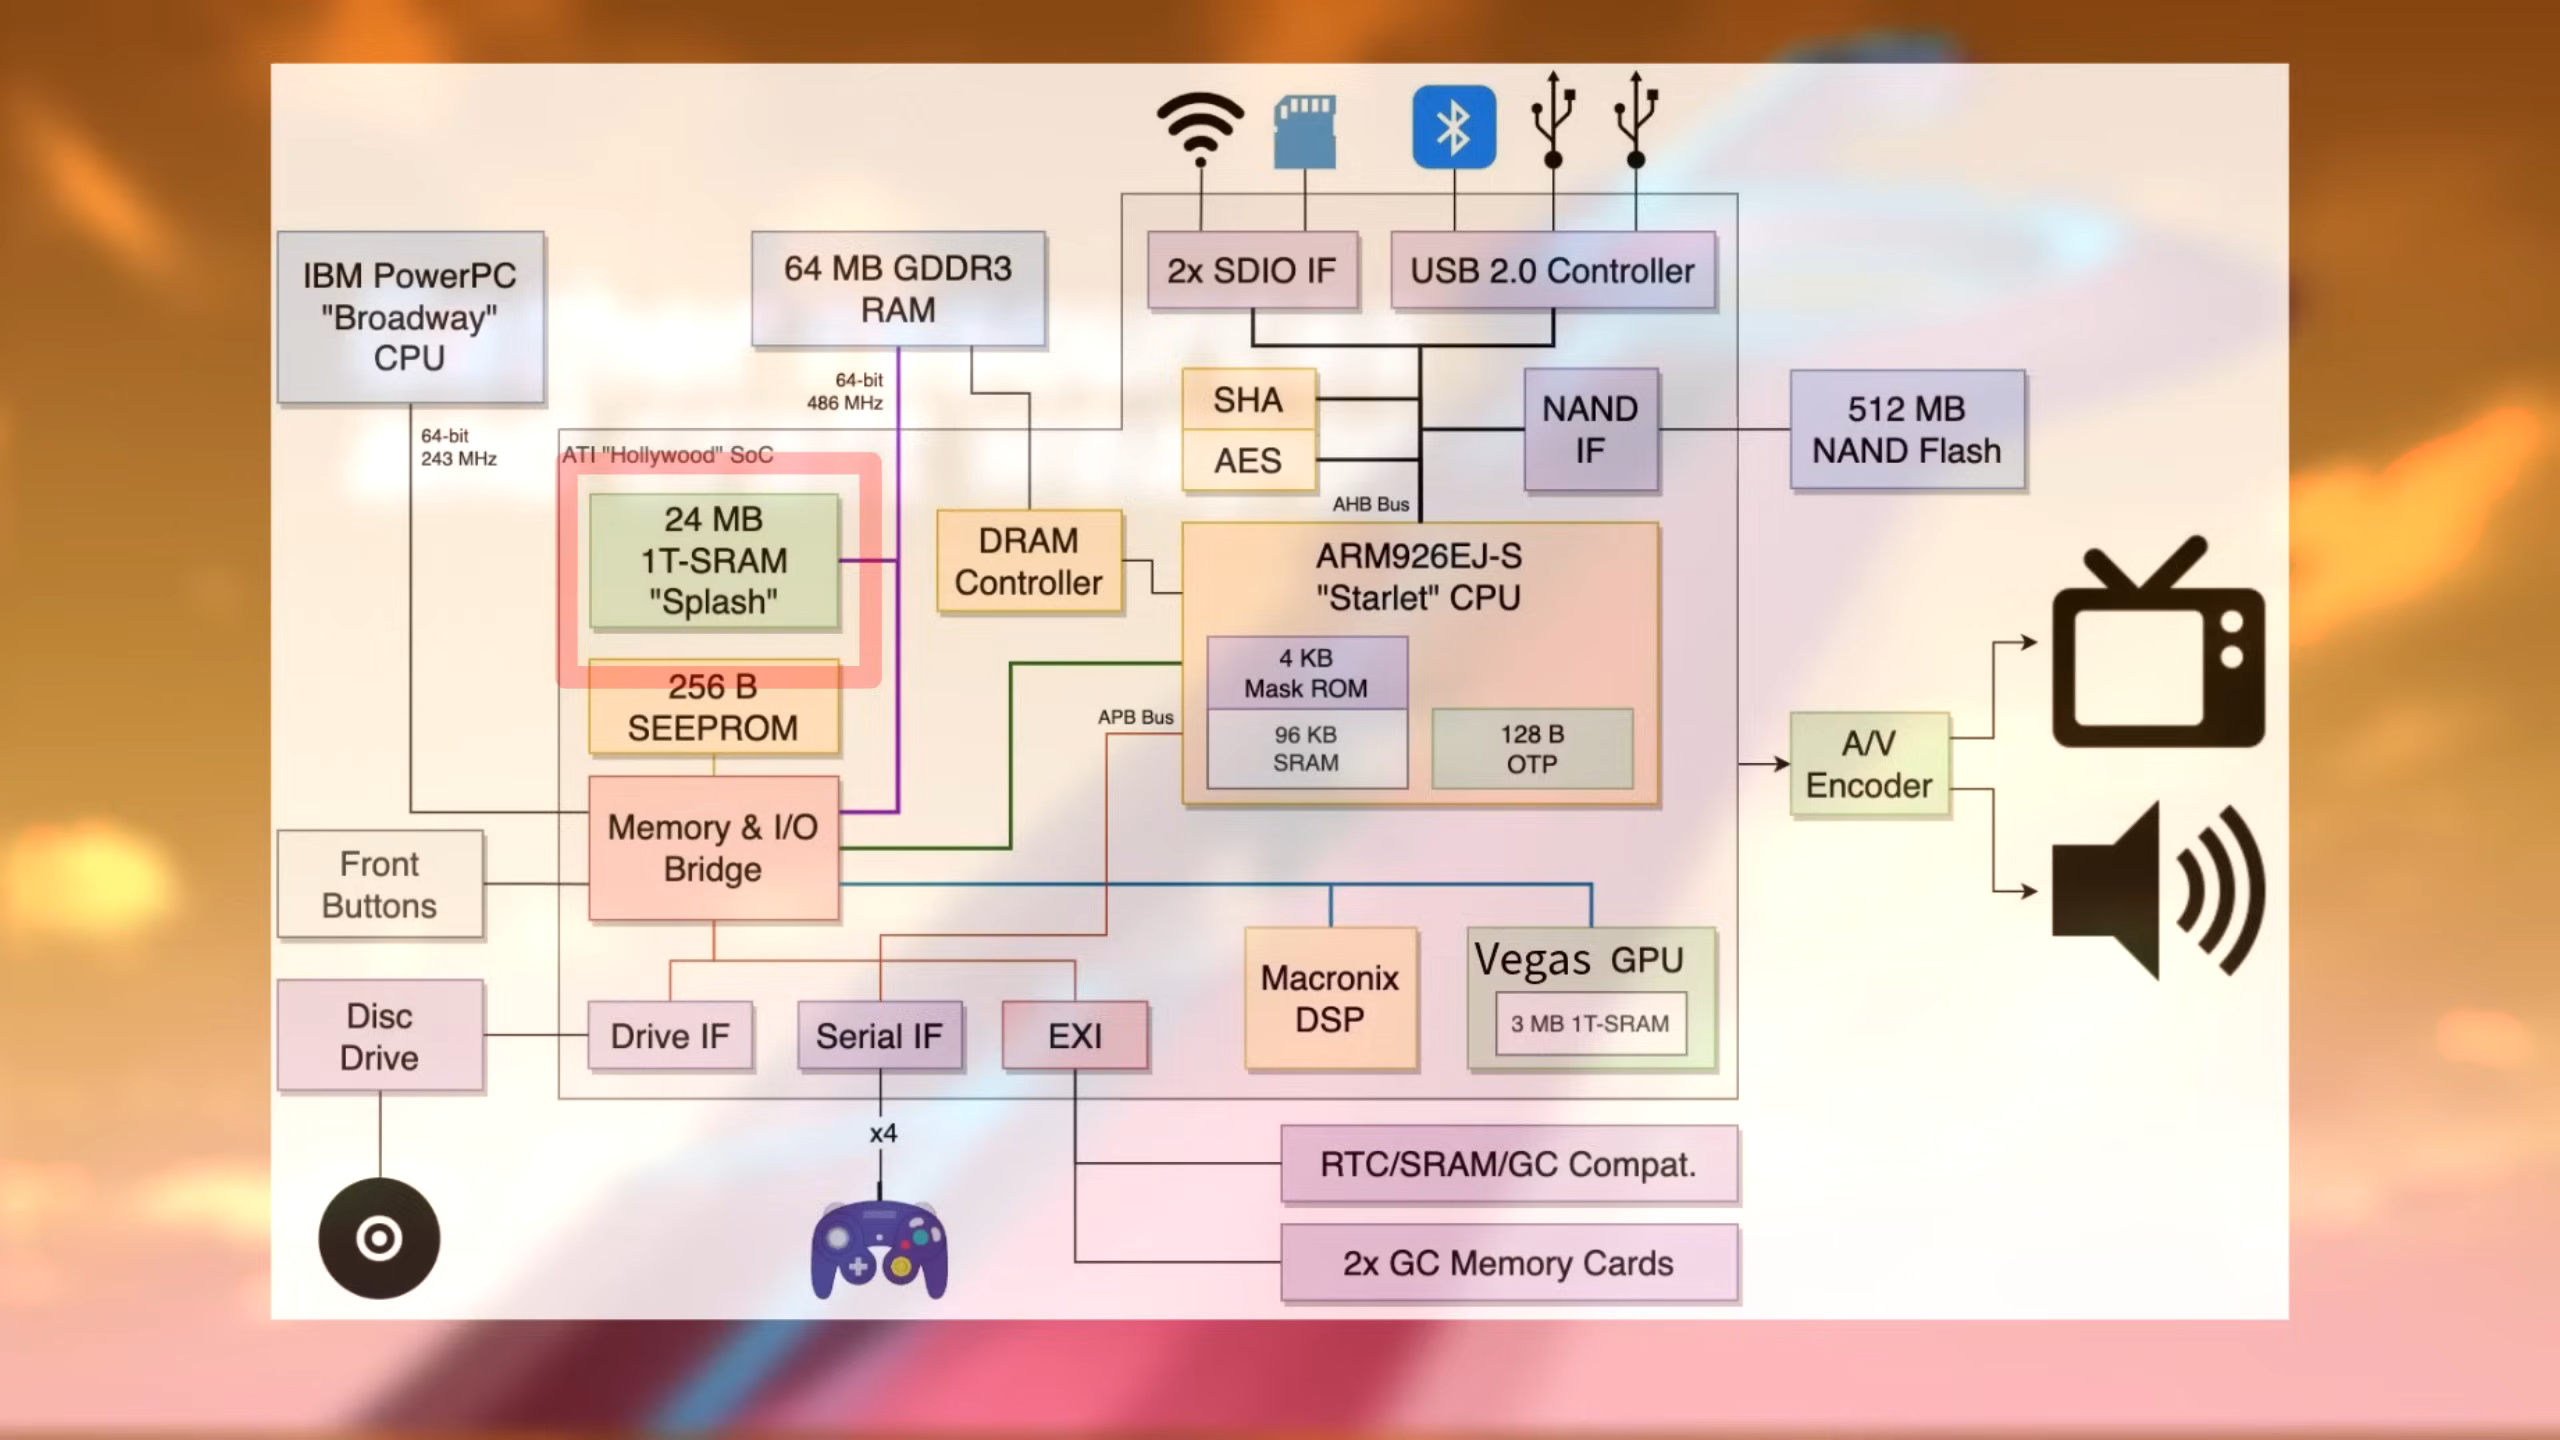 IBM PowerPC
"Broadway"
CPU
64 MB GDDR3
RAM
2x SDIO IF
USB 2.0 Controller
64-bit
486 MHz
64-bit
243 MHz
ATI "Hollywood" SoC
SHA
AES
NAND
IF
512 MB
NAND Flash
AHB Bus
24 MB
1T-SRAM
"Splash"
DRAM
Controller
ARM926EJ-S
"Starlet" CPU
4 KB
Mask ROM
96 KB
SRAM
128 B
OTP
256 B
SEEPROM
APB Bus
A/V
Encoder
Memory & I/O
Bridge
Front
Buttons
Macronix
DSP
Vegas GPU
3 MB 1T-SRAM
Disc
Drive
Drive IF
Serial IF
EXI
x4
RTC/SRAM/GC Compat.
2x GC Memory Cards